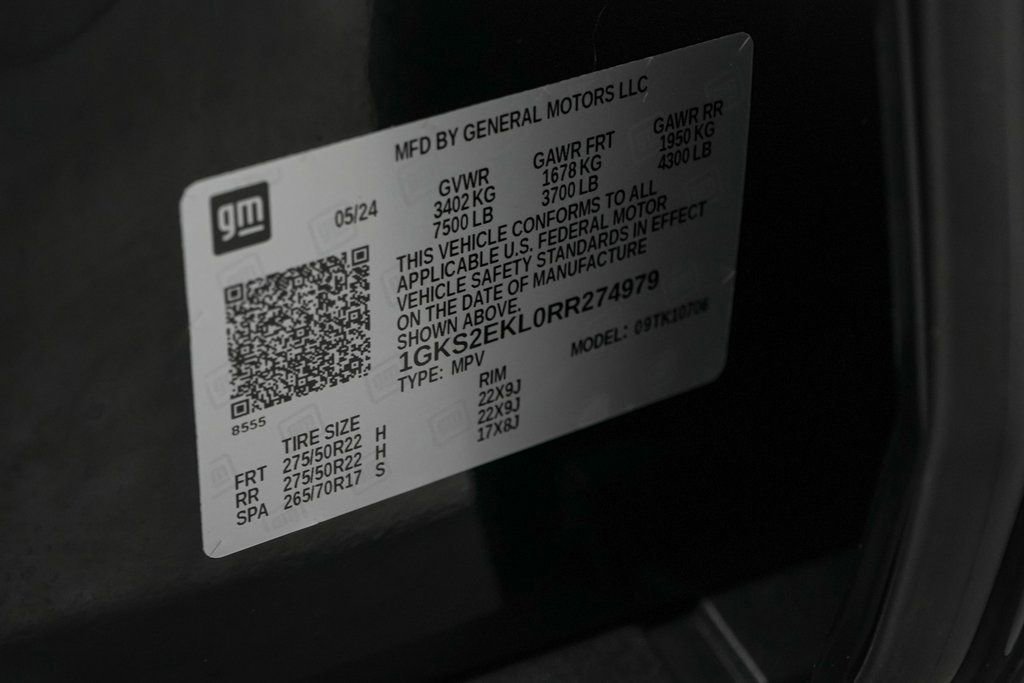 MFD BY GENERAL MOTORS LLC
gm
05/24
GVWR GAWR FRT GAWR RR
3402 KG 1678 KG 1950 KG
7500 LB 3700 LB 4300 LB
THIS VEHICLE CONFORMS TO ALL
APPLICABLE U.S. FEDERAL MOTOR
VEHICLE SAFETY STANDARDS IN EFFECT
ON THE DATE OF MANUFACTURE
SHOWN ABOVE.
1GKS2EKL0RR274979
TYPE: MPV MODEL: 09TK10706
8555
TIRE SIZE RIM
FRT 275/50R22 H 22X9J
RR 275/50R22 H 22X9J
SPA 265/70R17 S 17X8J